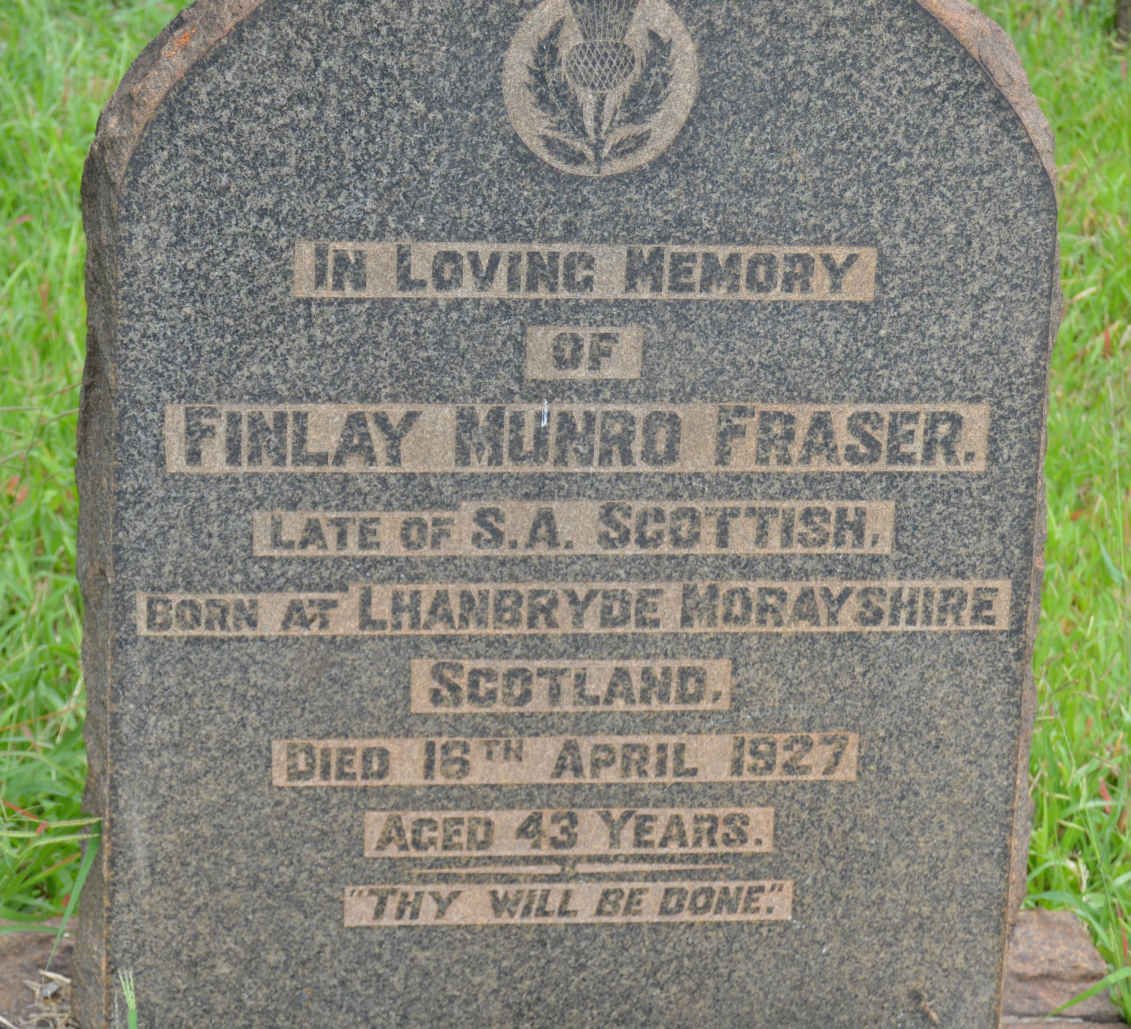 IN LOVING MEMORY
OF
FINLAY MUNRO FRASER.
LATE OF S.A. SCOTTISH,
BORN AT LHANBRYDE MORAYSHIRE
SCOTLAND,
DIED 16TH APRIL 1927
AGED 43 YEARS.
"THY WILL BE DONE."